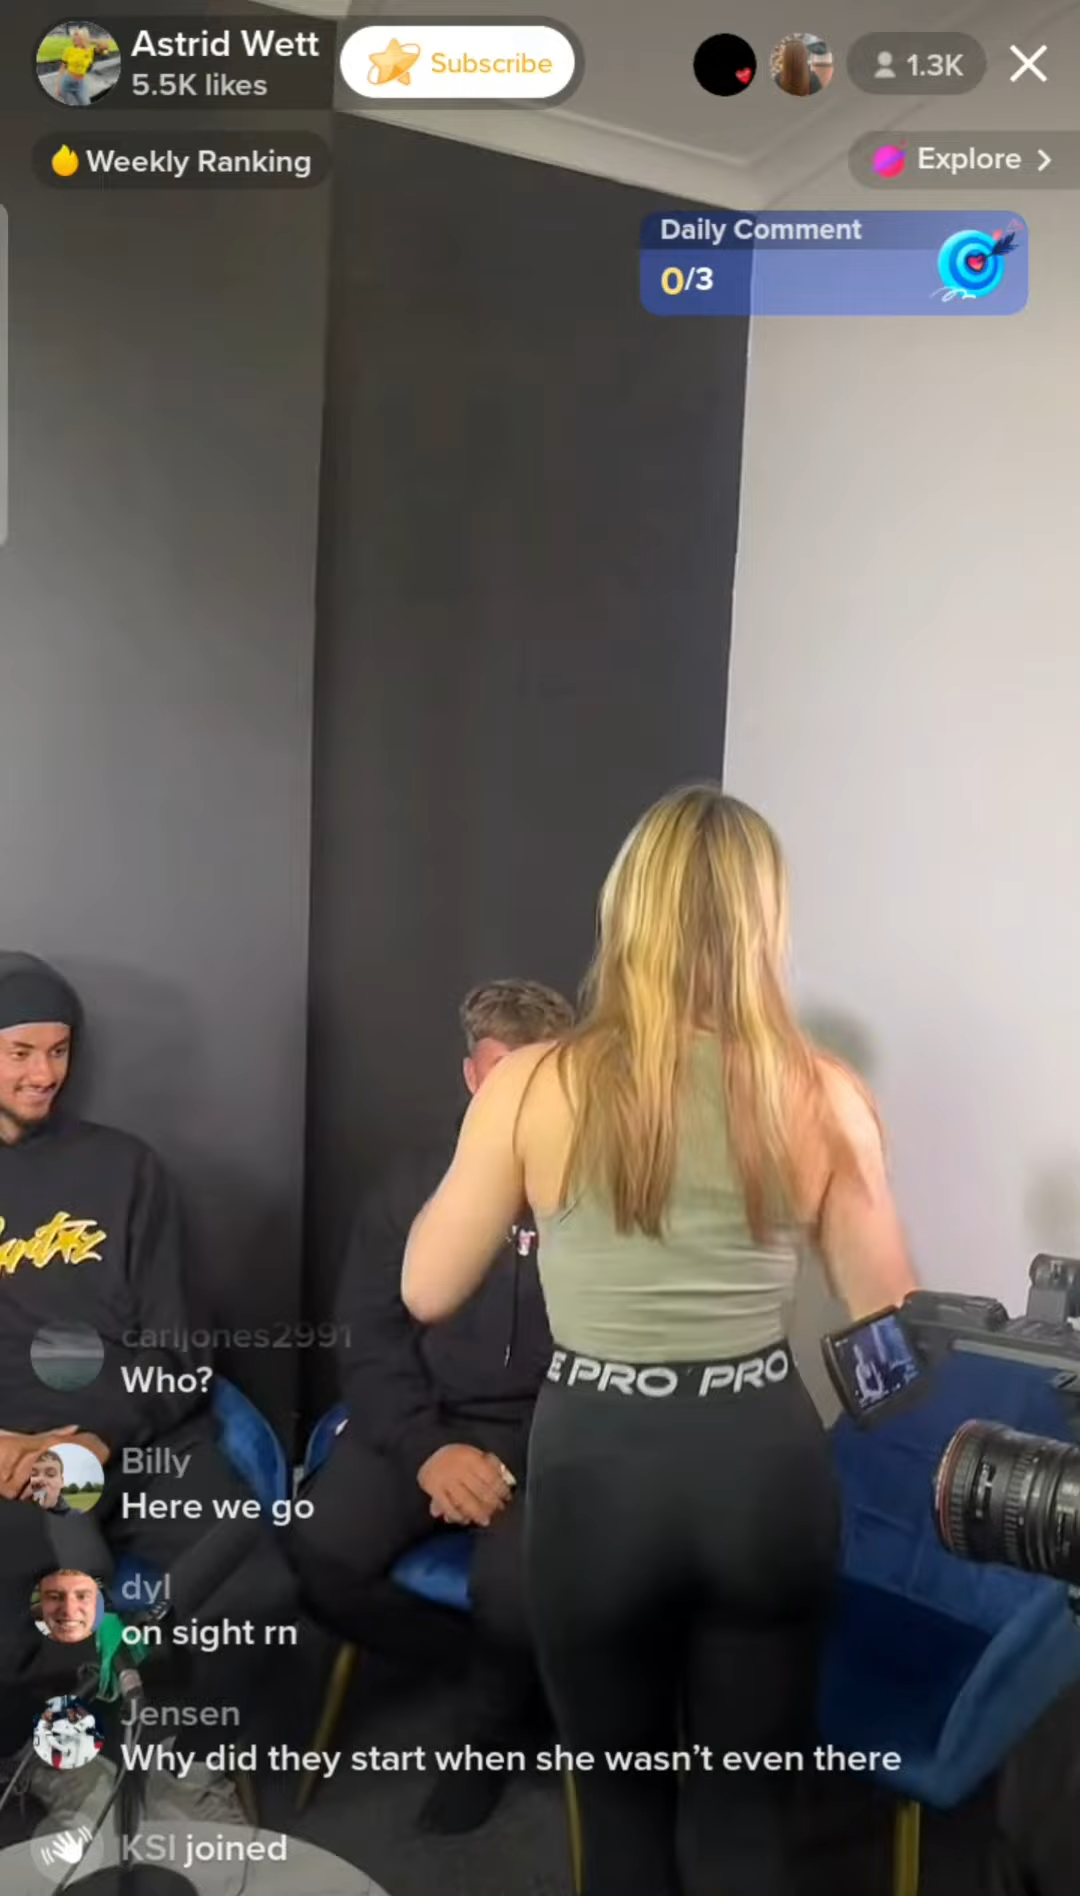 Astrid Wett
5.5K likes
Subscribe
1.3K
Weekly Ranking
Explore
Daily Comment
0/3
PRO PRO
carljones2991
Who?
Billy
Here we go
dyl
on sight rn
Jensen
Why did they start when she wasn't even there
KSI joined